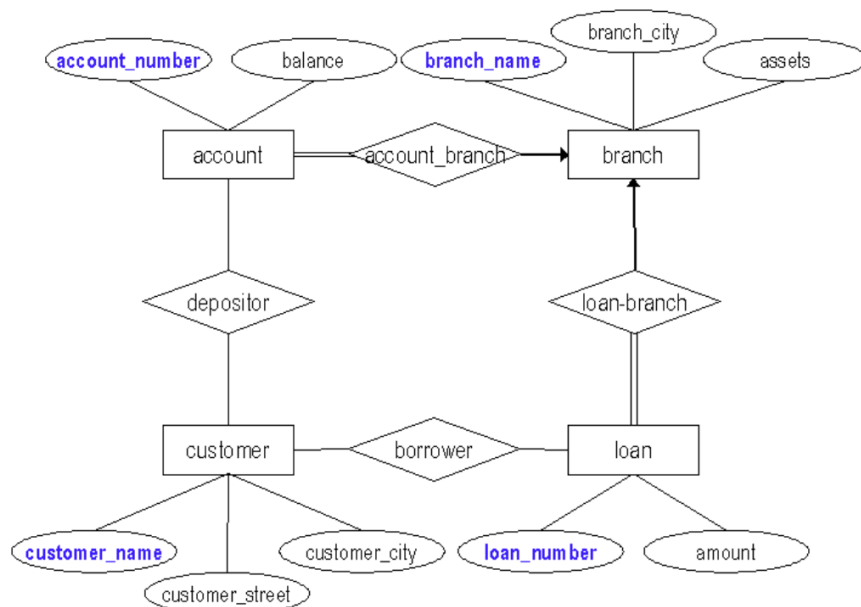 branch_city
account_number
balance
branch_name
assets
account
account_branch
branch
depositor
loan-branch
customer
borrower
loan
customer_name
customer_city
loan_number
amount
customer_street